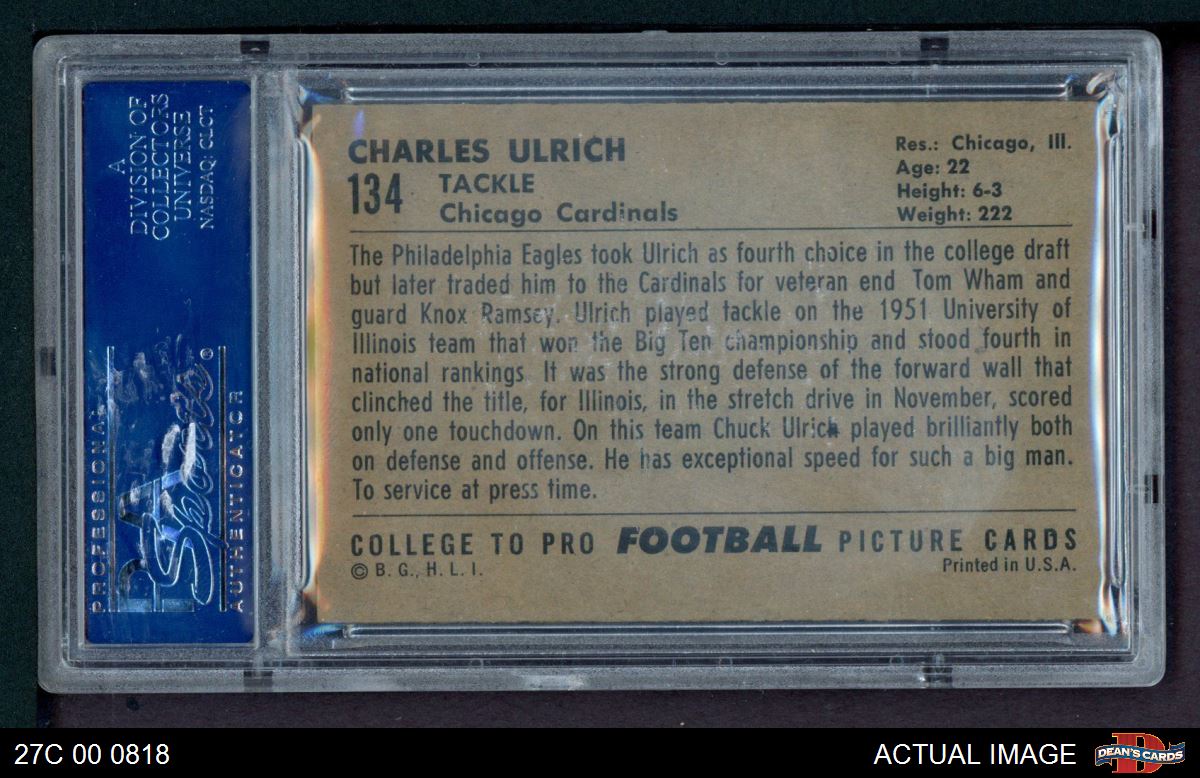 A
DIVISION OF
COLLECTORS
UNIVERSE
NASDAQ: CLCT
PROFESSIONAL
PSA
Sports®
AUTHENTICATOR
CHARLES ULRICH
134
TACKLE
Chicago Cardinals
Res.: Chicago, Ill.
Age: 22
Height: 6-3
Weight: 222
The Philadelphia Eagles took Ulrich as fourth choice in the college draft
but later traded him to the Cardinals for veteran end Tom Wham and
guard Knox Ramsey. Ulrich played tackle on the 1951 University of
Illinois team that won the Big Ten championship and stood fourth in
national rankings. It was the strong defense of the forward wall that
clinched the title, for Illinois, in the stretch drive in November, scored
only one touchdown. On this team Chuck Ulrich played brilliantly both
on defense and offense. He has exceptional speed for such a big man.
To service at press time.
COLLEGE TO PRO FOOTBALL PICTURE CARDS
© B. G., H. L. I.
Printed in U.S.A.
27C 00 0818
ACTUAL IMAGE
DEAN'S CARDS